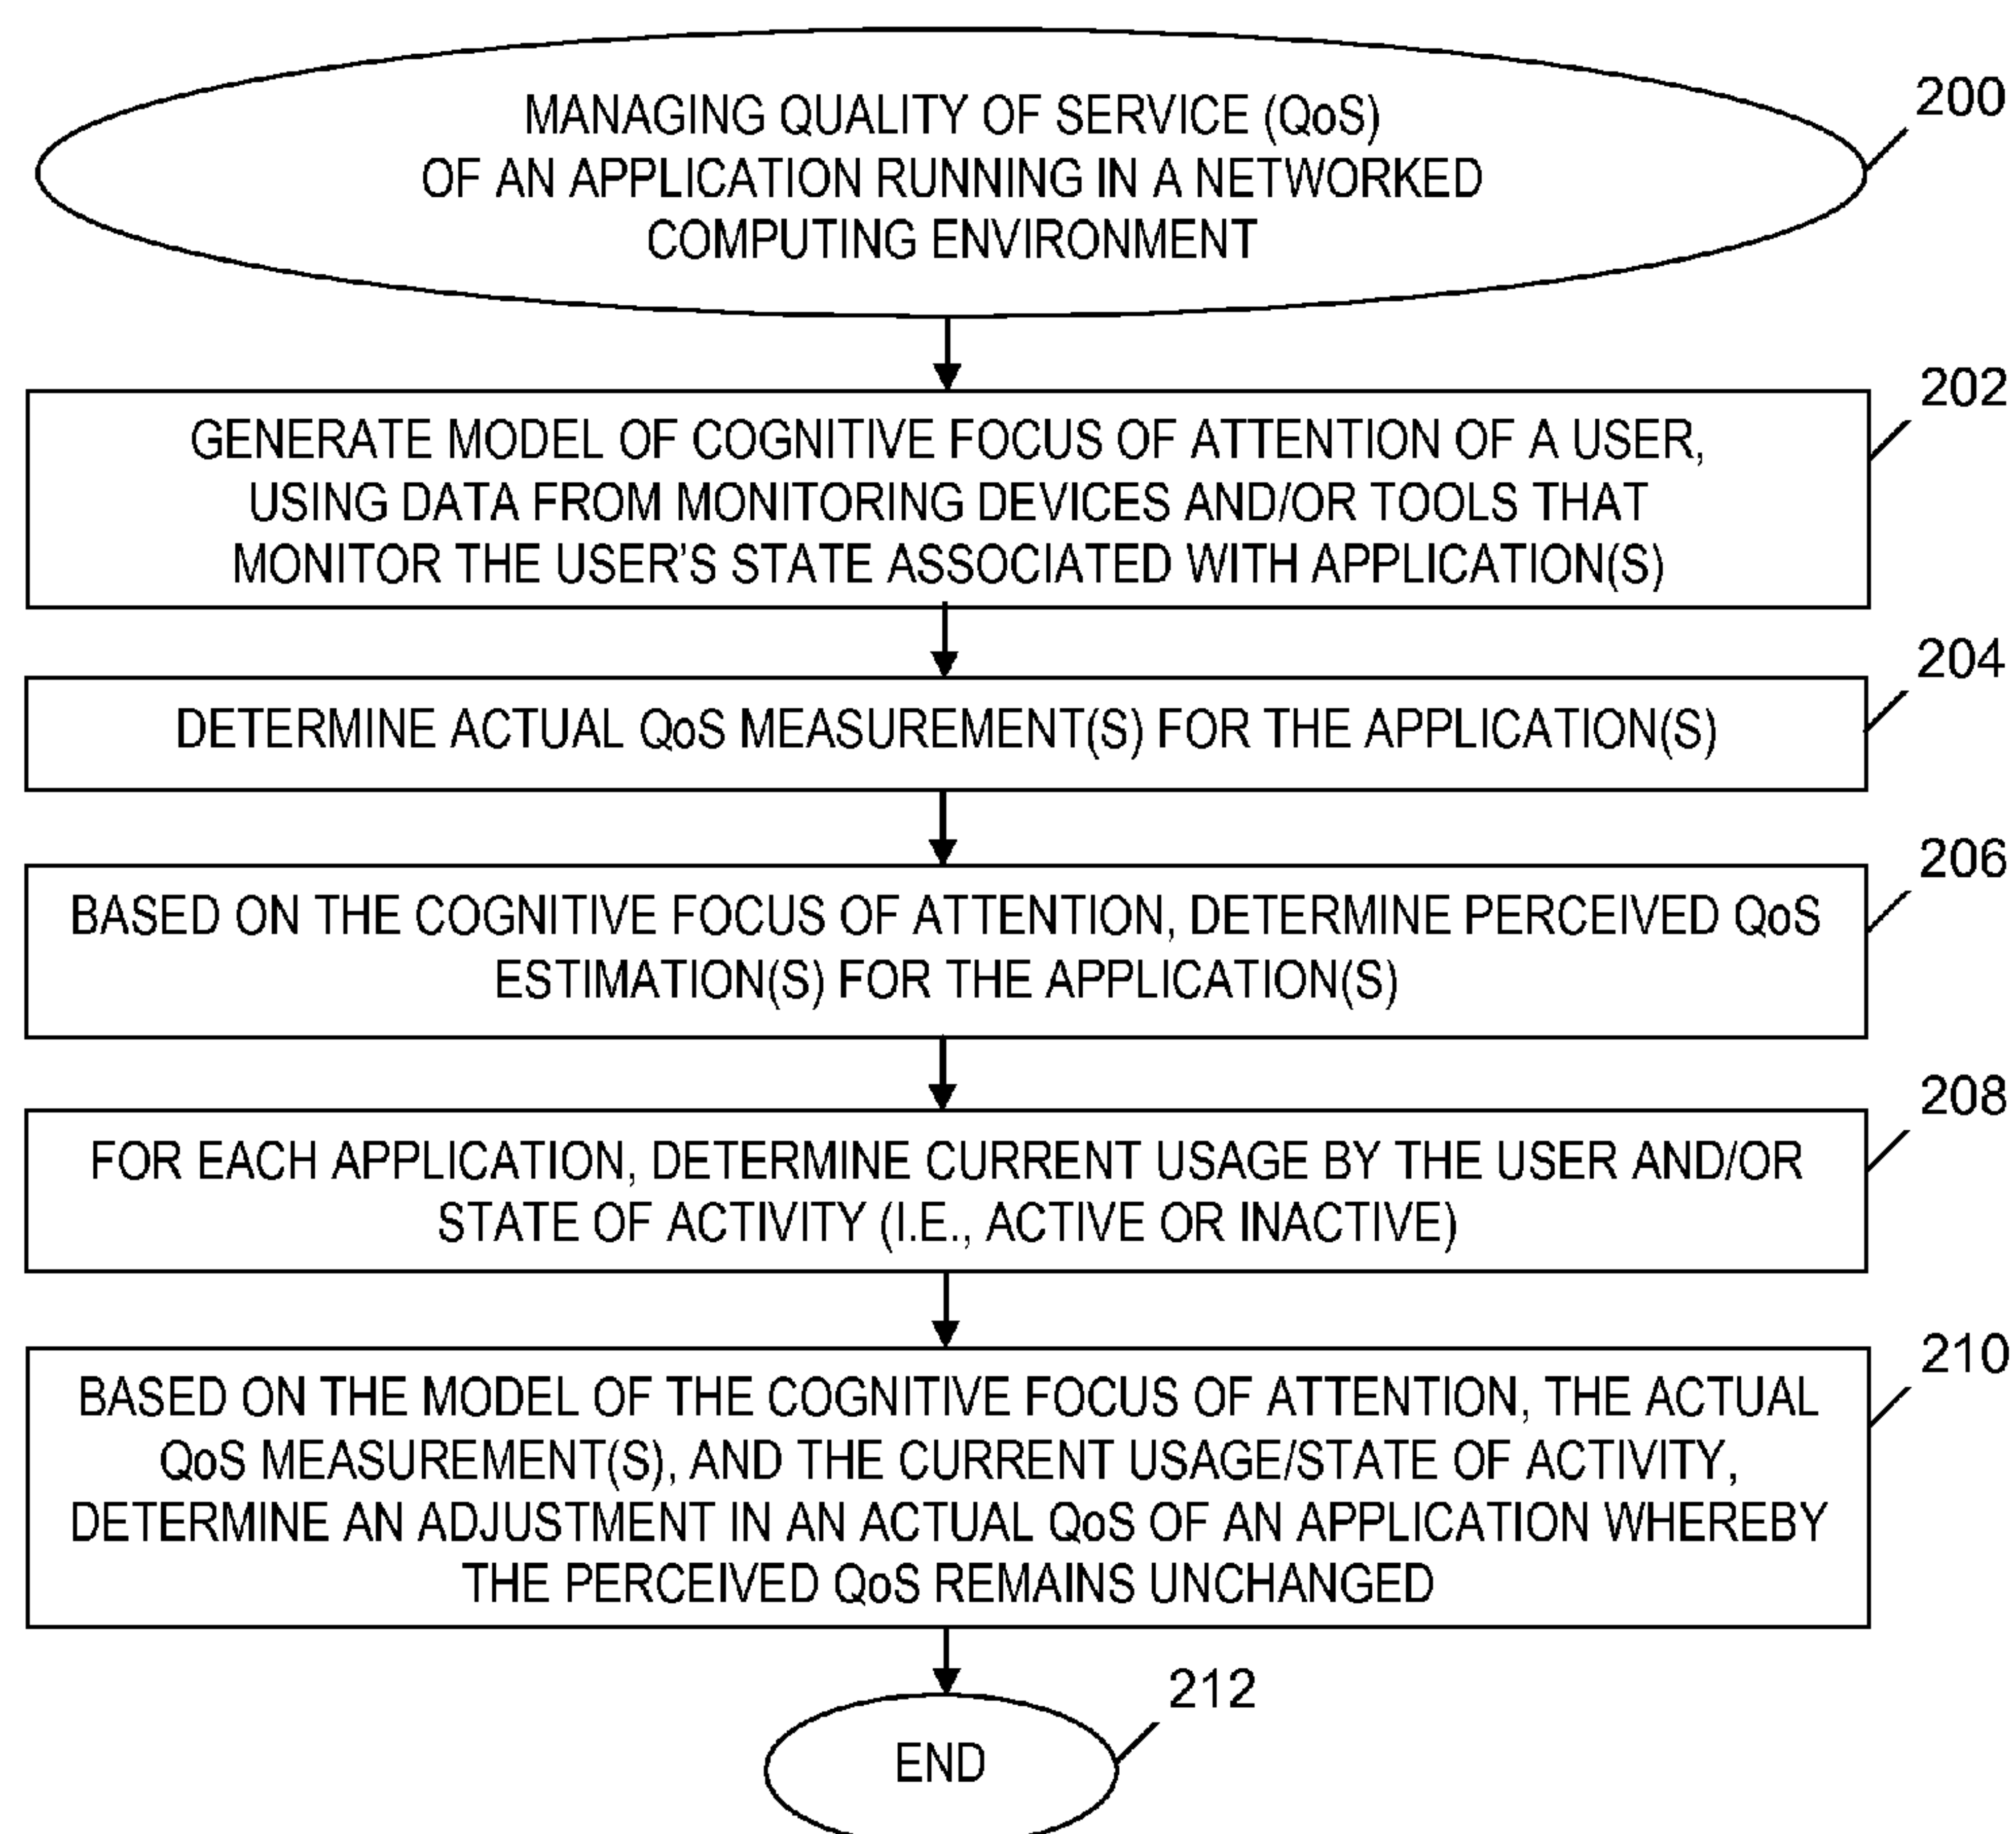 MANAGING QUALITY OF SERVICE (QoS)
OF AN APPLICATION RUNNING IN A NETWORKED
COMPUTING ENVIRONMENT
200
GENERATE MODEL OF COGNITIVE FOCUS OF ATTENTION OF A USER,
USING DATA FROM MONITORING DEVICES AND/OR TOOLS THAT
MONITOR THE USER'S STATE ASSOCIATED WITH APPLICATION(S)
202
DETERMINE ACTUAL QoS MEASUREMENT(S) FOR THE APPLICATION(S)
204
BASED ON THE COGNITIVE FOCUS OF ATTENTION, DETERMINE PERCEIVED QoS
ESTIMATION(S) FOR THE APPLICATION(S)
206
FOR EACH APPLICATION, DETERMINE CURRENT USAGE BY THE USER AND/OR
STATE OF ACTIVITY (I.E., ACTIVE OR INACTIVE)
208
BASED ON THE MODEL OF THE COGNITIVE FOCUS OF ATTENTION, THE ACTUAL
QoS MEASUREMENT(S), AND THE CURRENT USAGE/STATE OF ACTIVITY,
DETERMINE AN ADJUSTMENT IN AN ACTUAL QoS OF AN APPLICATION WHEREBY
THE PERCEIVED QoS REMAINS UNCHANGED
210
END
212